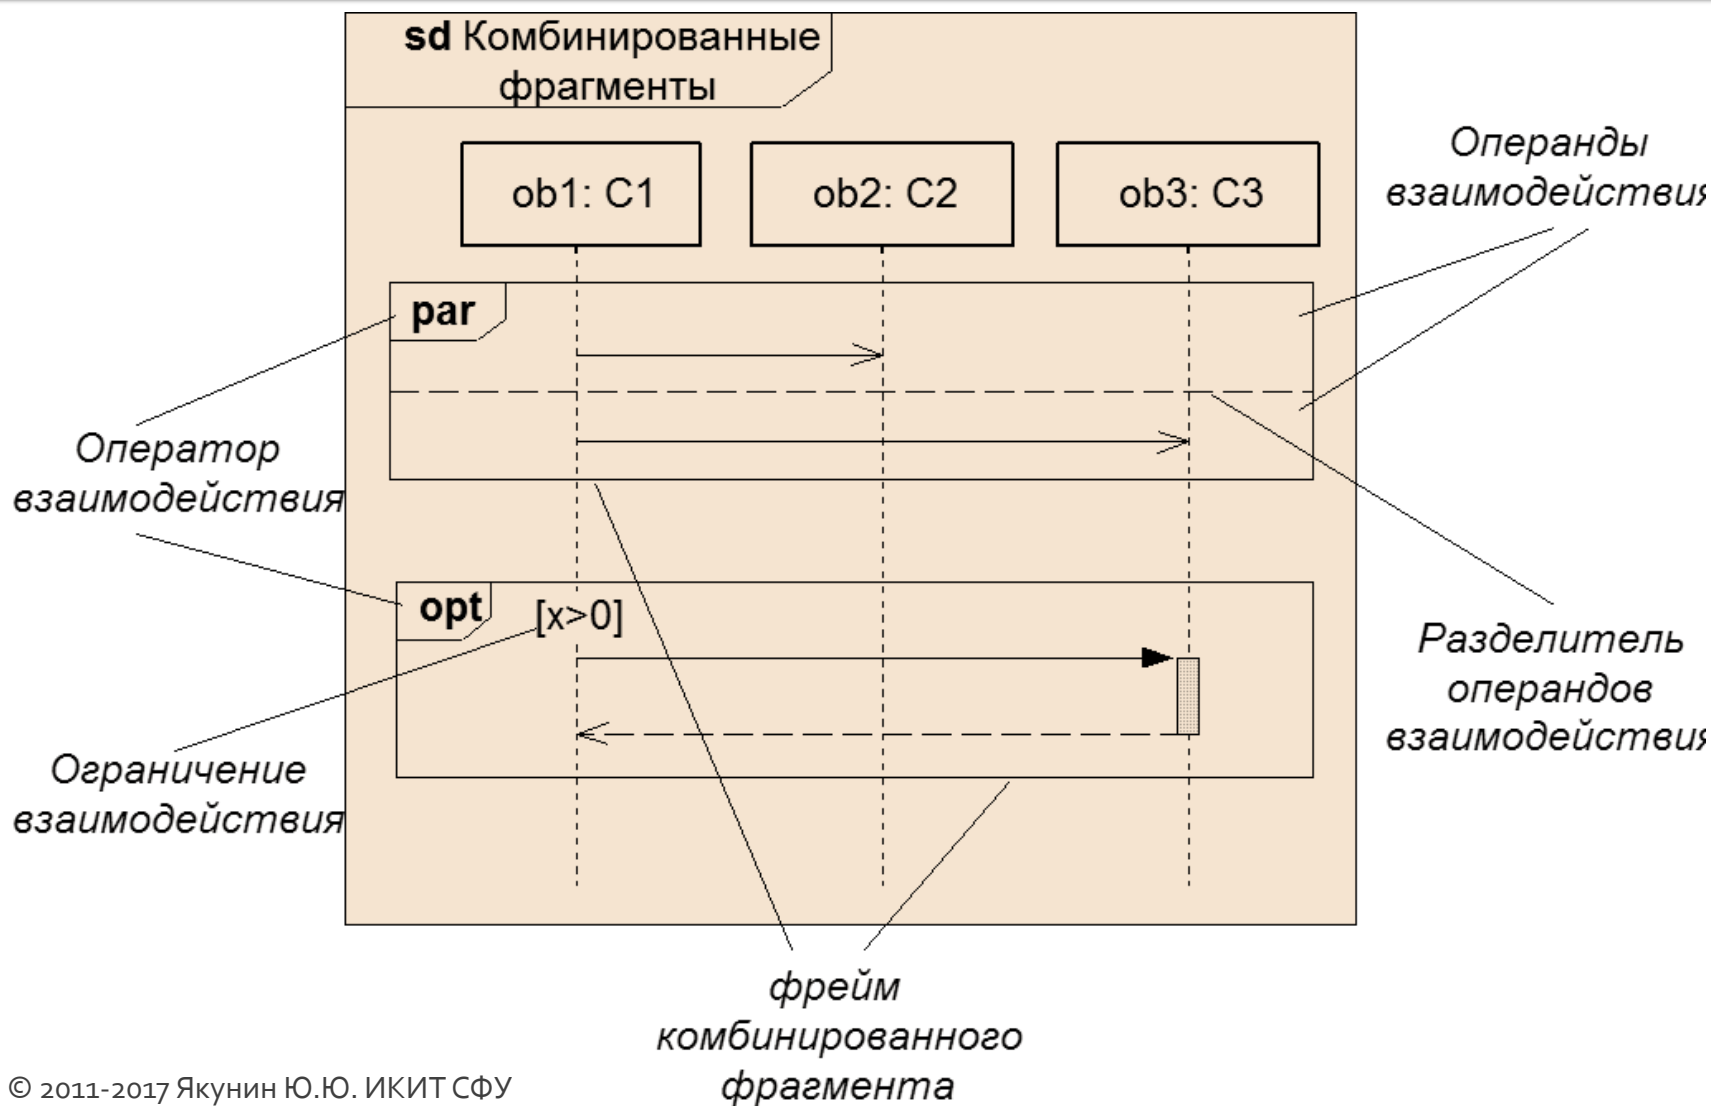 sd Комбинированные
фрагменты
ob1: C1
ob2: C2
ob3: C3
Операнды
взаимодействия
par
Оператор
взаимодействия
opt
[x>0]
Разделитель
операндов
взаимодействия
Ограничение
взаимодействия
фрейм
комбинированного
фрагмента
© 2011-2017 Якунин Ю.Ю. ИКИТ СФУ